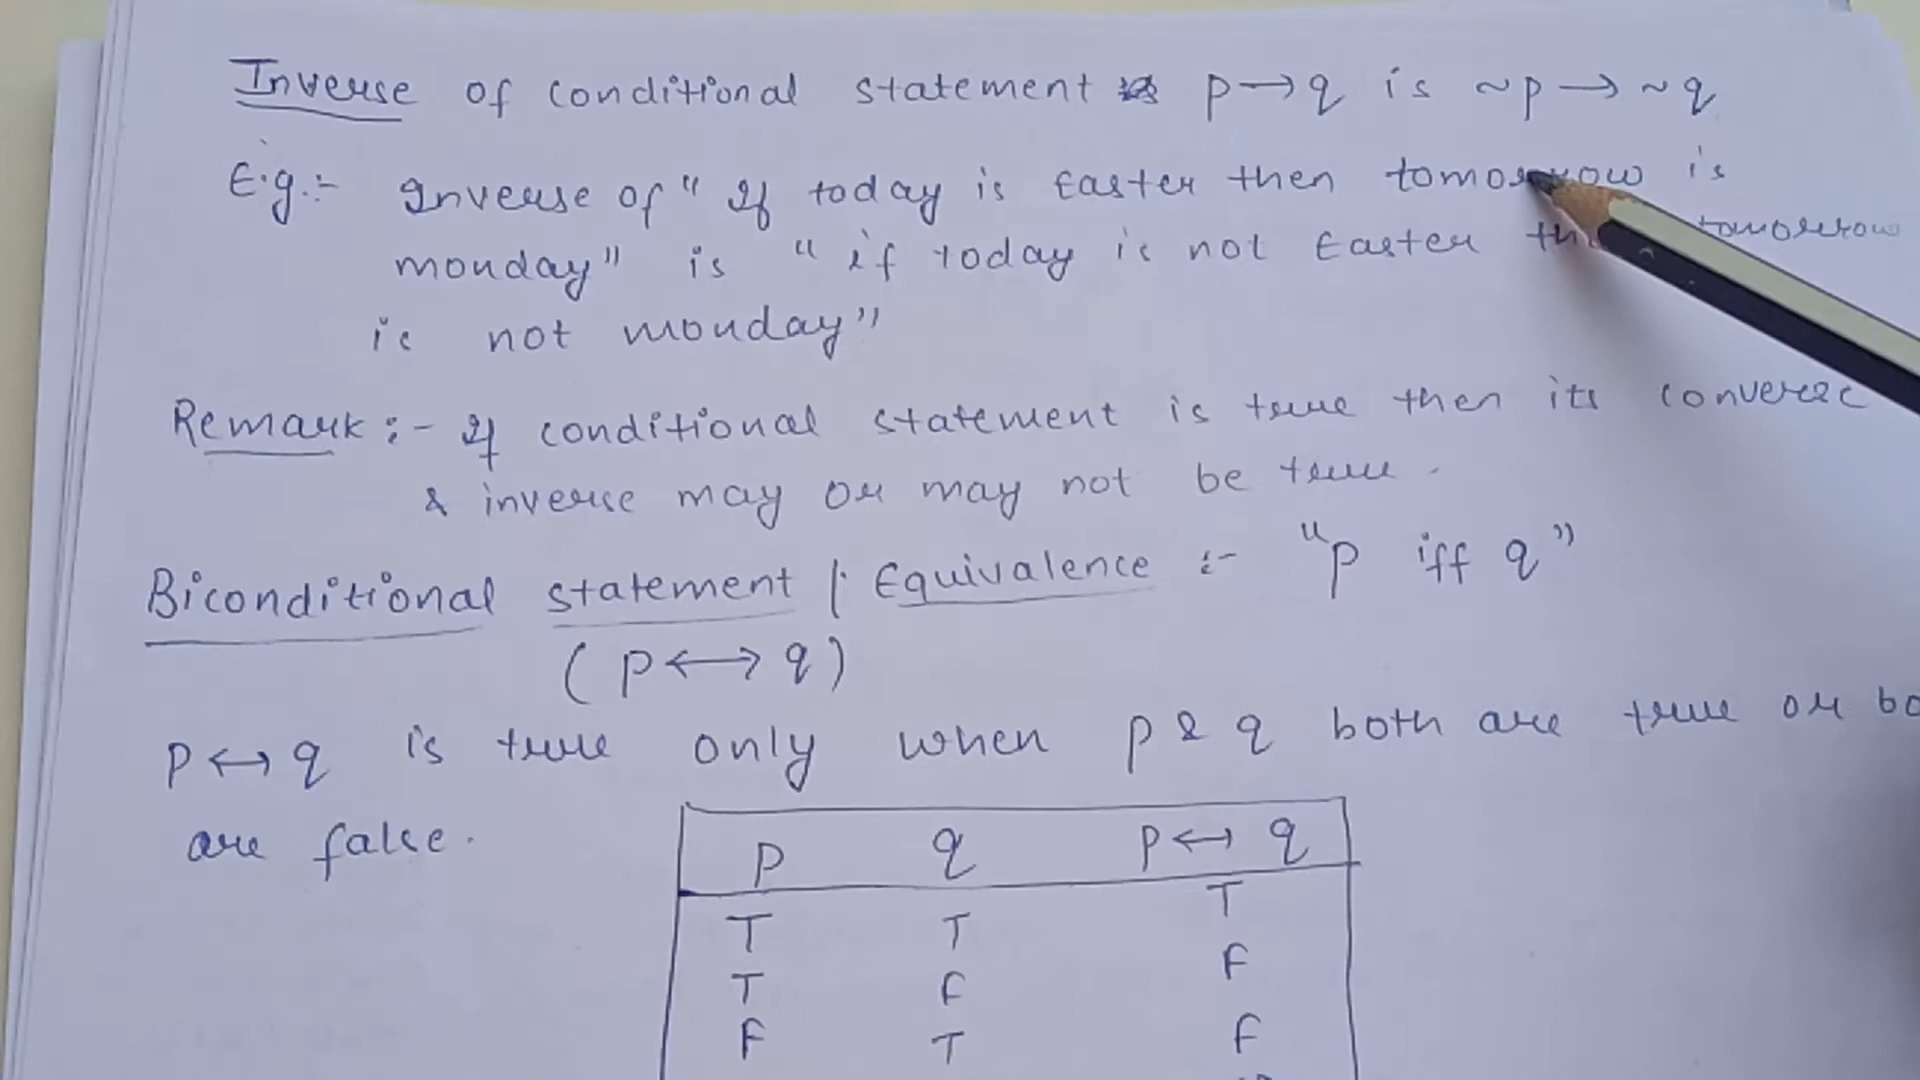 Inverse of conditional statement p → q is ~p → ~q
E.g.:- Inverse of "If today is Easter then tomorrow is
monday" is "if today is not Easter tomorrow
is not monday"
Remark :- If conditional statement is true then its converse
& inverse may or may not be true.
Biconditional statement | Equivalence :- "p iff q"
(p ↔ q)
p ↔ q is true only when p & q both are true or
are false.
p q p ↔ q
T T T
T F F
F T F